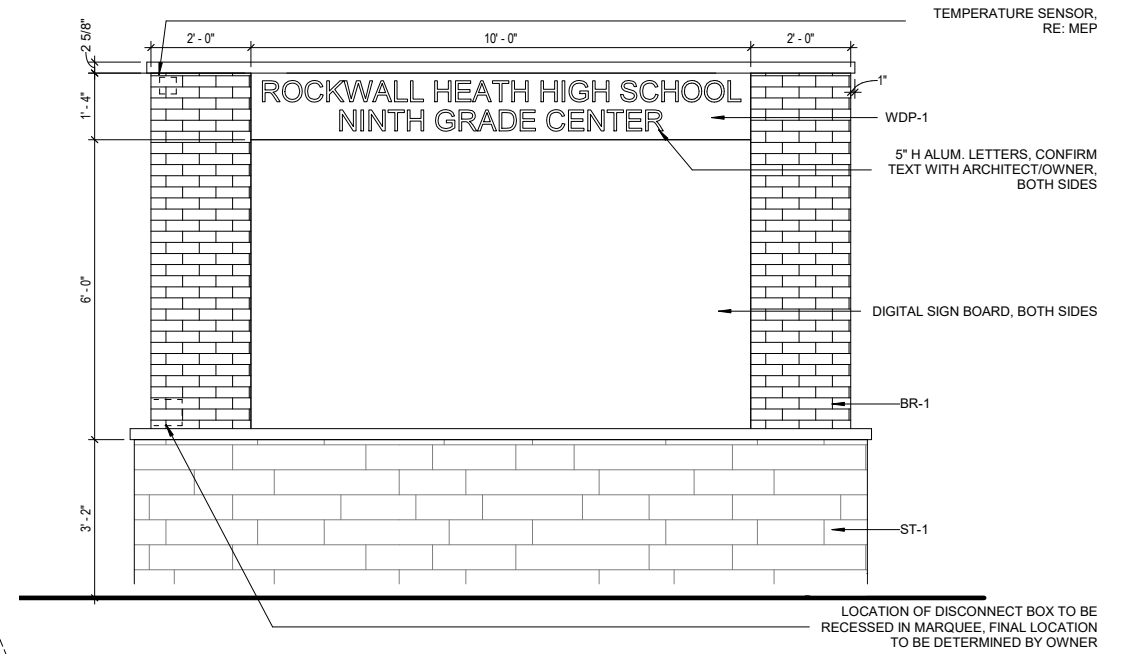 TEMPERATURE SENSOR,
RE: MEP
2' - 0"
10' - 0"
2' - 0"
2 5/8"
1"
1' - 4"
ROCKWALL HEATH HIGH SCHOOL
NINTH GRADE CENTER
WDP-1
5" H ALUM. LETTERS, CONFIRM
TEXT WITH ARCHITECT/OWNER,
BOTH SIDES
6' - 0"
DIGITAL SIGN BOARD, BOTH SIDES
BR-1
3' - 2"
ST-1
LOCATION OF DISCONNECT BOX TO BE
RECESSED IN MARQUEE, FINAL LOCATION
TO BE DETERMINED BY OWNER